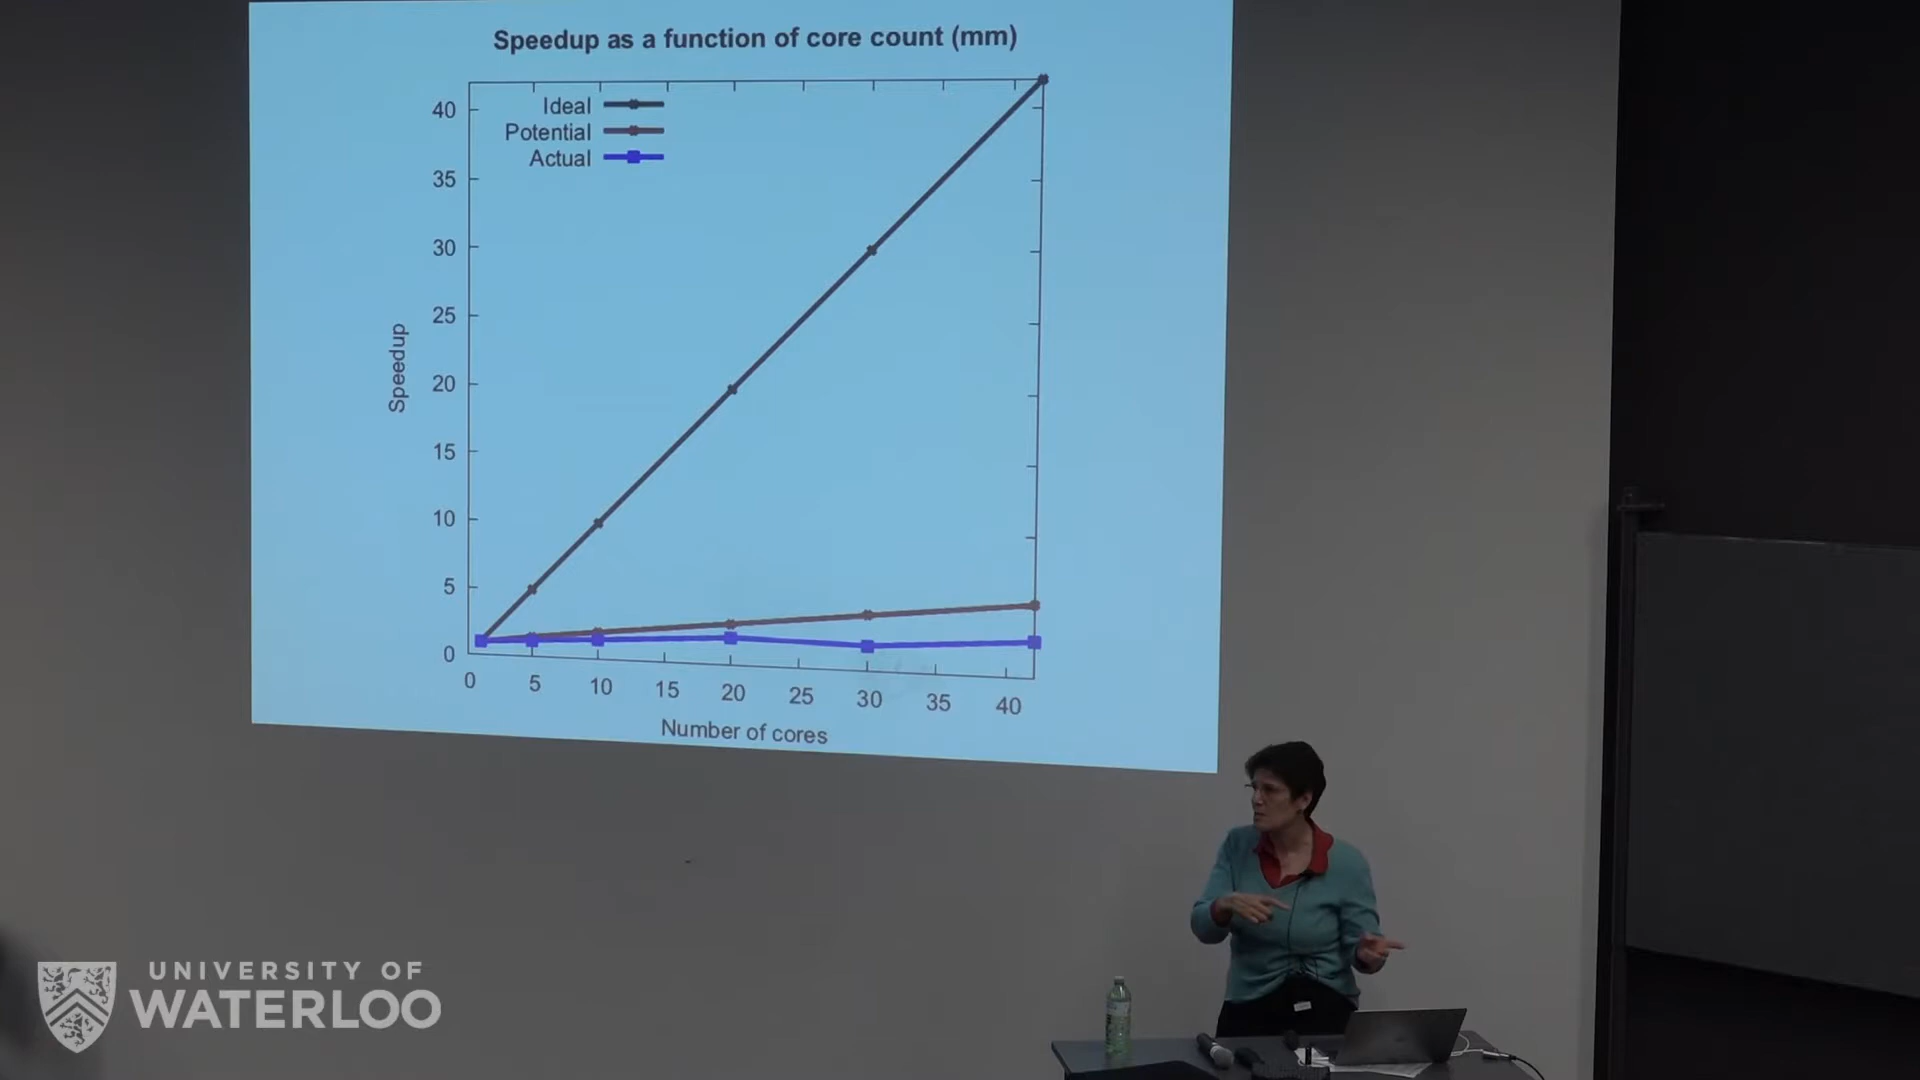 Speedup as a function of core count (mm)
Ideal
Potential
Actual
40
35
30
25
20
15
10
5
0
Speedup
0 5 10 15 20 25 30 35 40
Number of cores
UNIVERSITY OF
WATERLOO